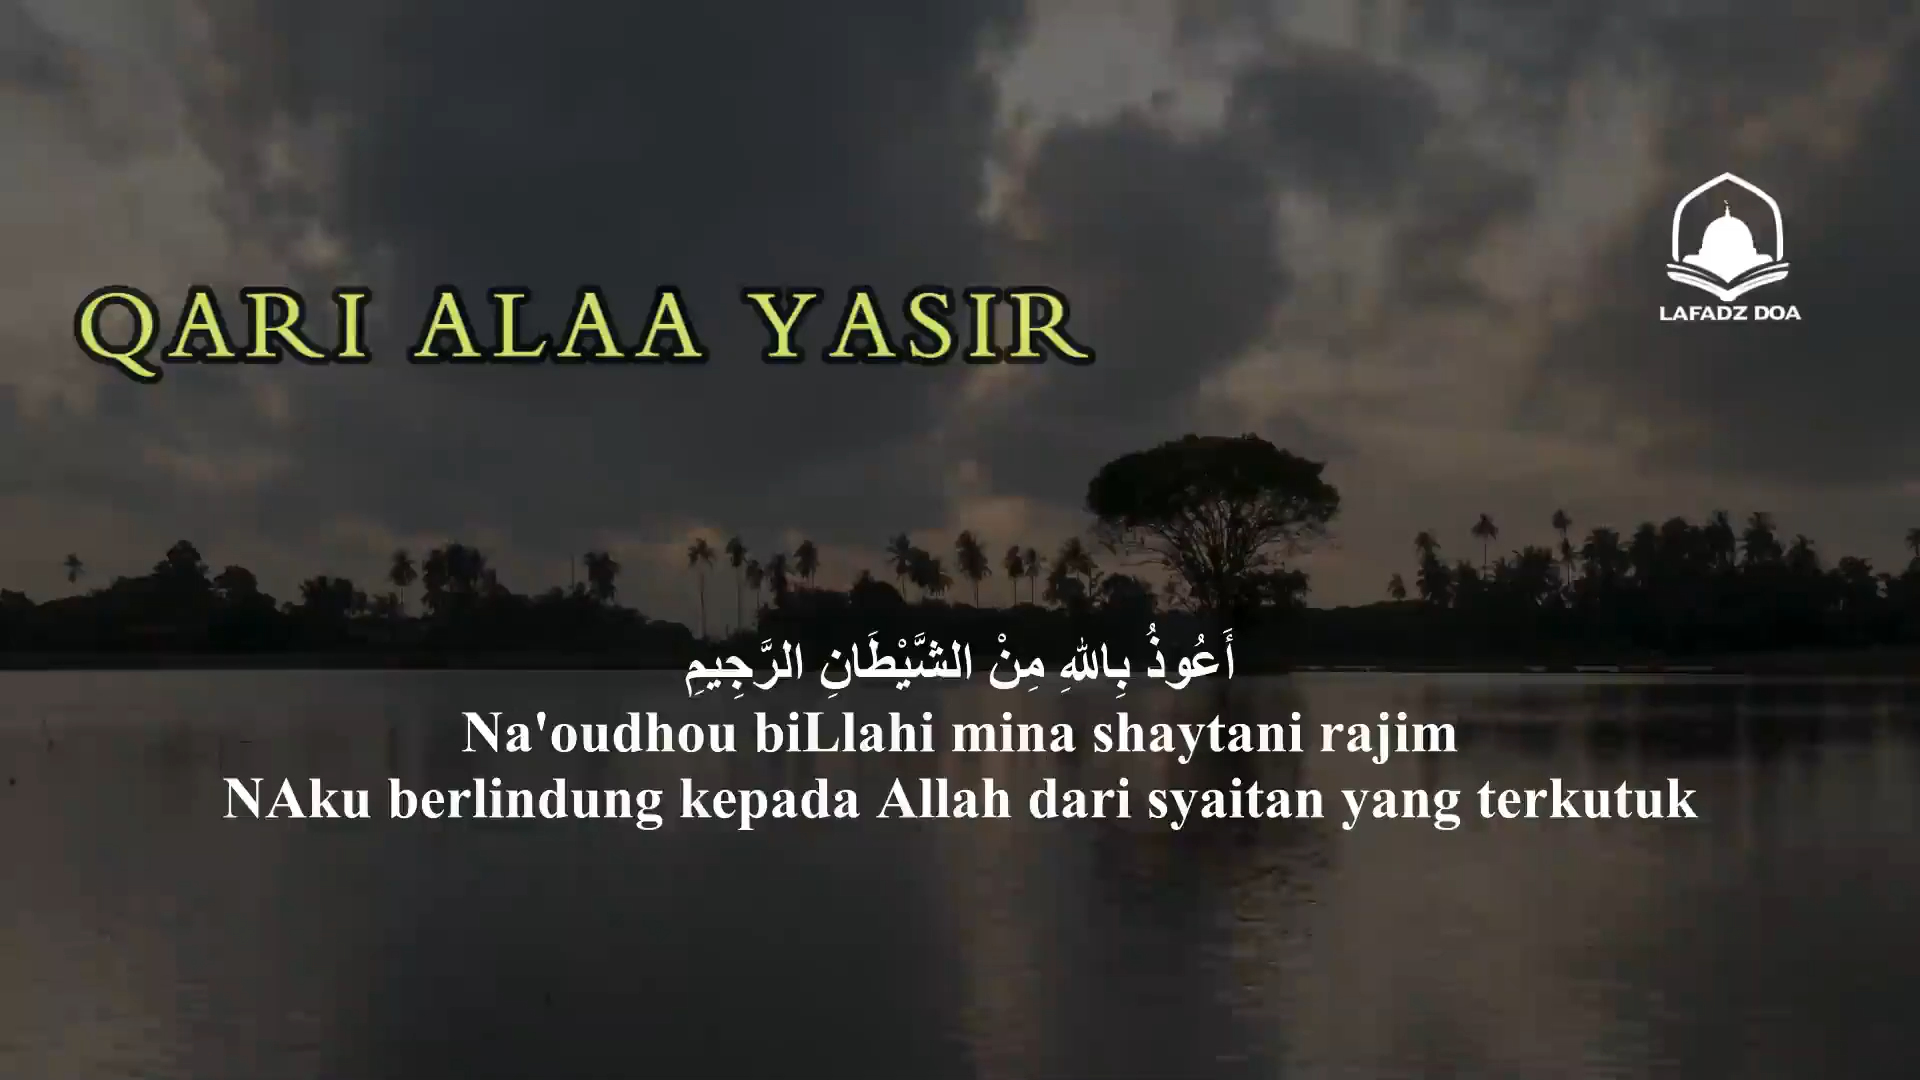 QARI ALAA YASIR
LAFADZ DOA
أَعُوذُ بِاللهِ مِنْ الشَّيْطَانِ الرَّجِيمِ
Na'oudhou biLlahi mina shaytani rajim
NAku berlindung kepada Allah dari syaitan yang terkutuk